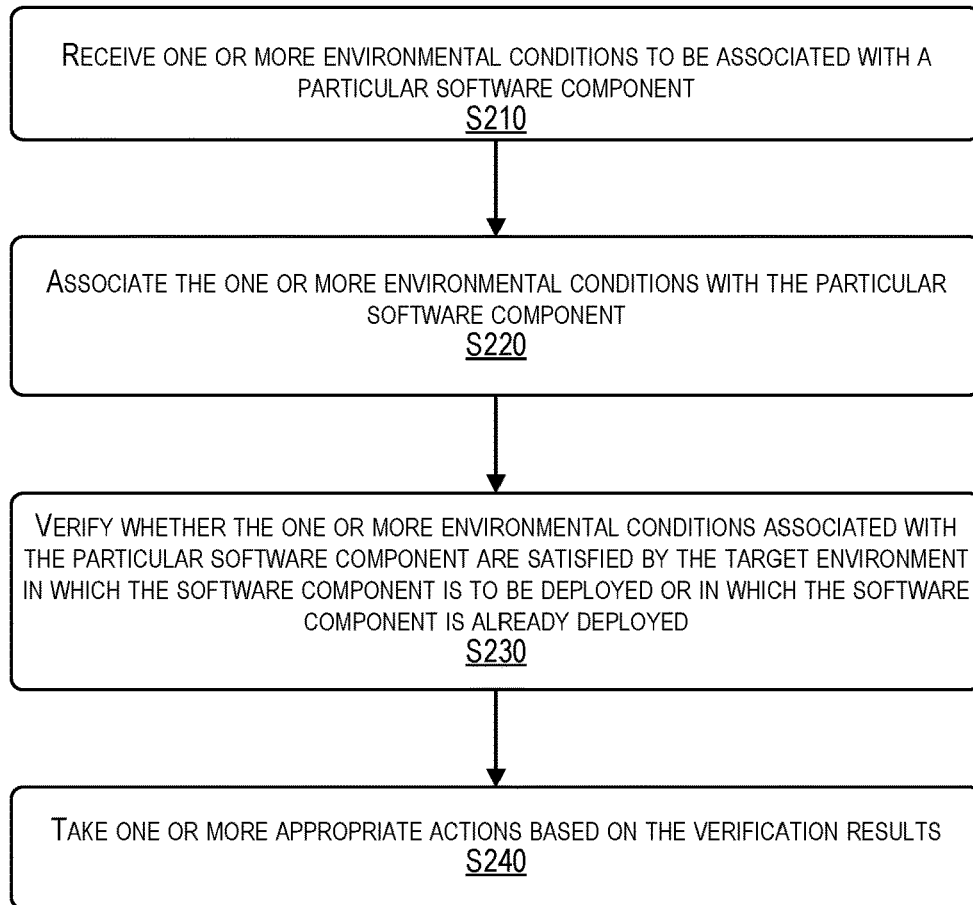 RECEIVE ONE OR MORE ENVIRONMENTAL CONDITIONS TO BE ASSOCIATED WITH A
PARTICULAR SOFTWARE COMPONENT
S210
ASSOCIATE THE ONE OR MORE ENVIRONMENTAL CONDITIONS WITH THE PARTICULAR
SOFTWARE COMPONENT
S220
VERIFY WHETHER THE ONE OR MORE ENVIRONMENTAL CONDITIONS ASSOCIATED WITH
THE PARTICULAR SOFTWARE COMPONENT ARE SATISFIED BY THE TARGET ENVIRONMENT
IN WHICH THE SOFTWARE COMPONENT IS TO BE DEPLOYED OR IN WHICH THE SOFTWARE
COMPONENT IS ALREADY DEPLOYED
S230
TAKE ONE OR MORE APPROPRIATE ACTIONS BASED ON THE VERIFICATION RESULTS
S240